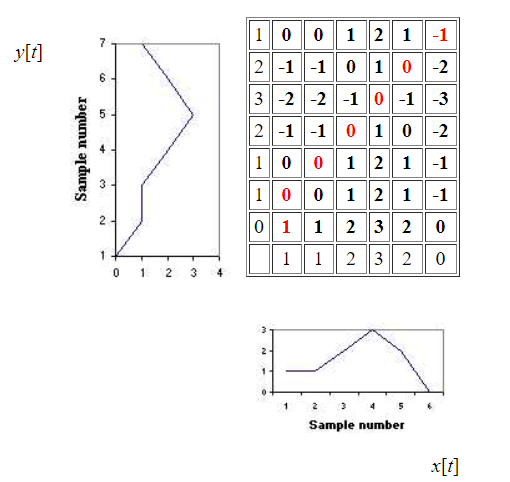 y[t]
Sample number
7
6
5
4
3
2
1
0 1 2 3 4
1 0 0 1 2 1 -1
2 -1 -1 0 1 0 -2
3 -2 -2 -1 0 -1 -3
2 -1 -1 0 1 0 -2
1 0 0 1 2 1 -1
1 0 0 1 2 1 -1
0 1 1 2 3 2 0
1 1 2 3 2 0
3
2
1
0
1 2 3 4 5 6
Sample number
x[t]